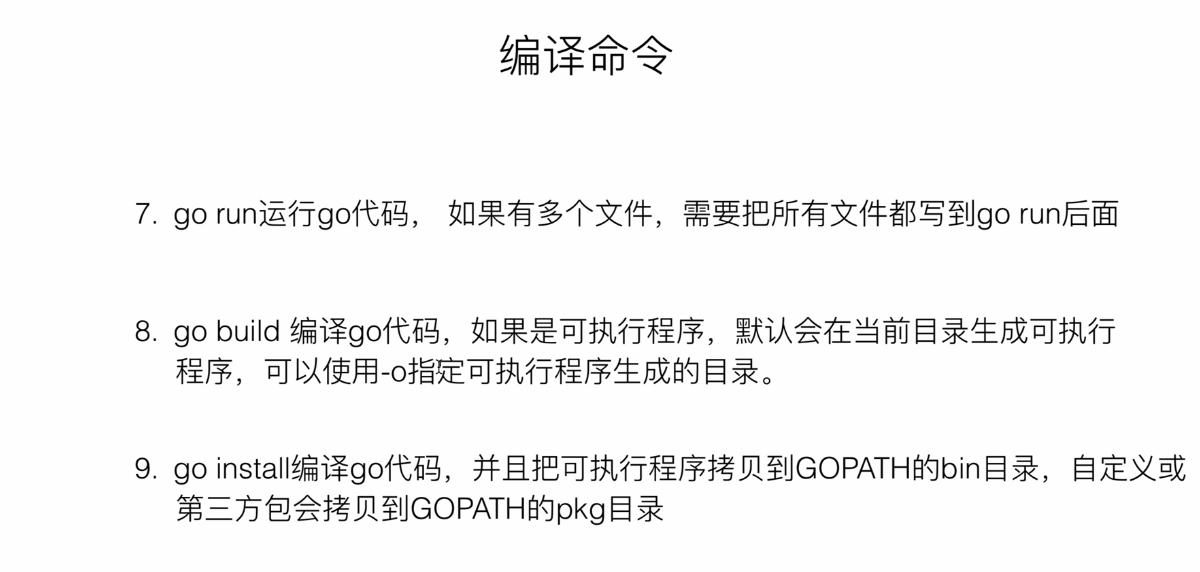 编译命令
7. go run运行go代码， 如果有多个文件，需要把所有文件都写到go run后面
8. go build 编译go代码，如果是可执行程序，默认会在当前目录生成可执行
程序，可以使用-o指定可执行程序生成的目录。
9. go install编译go代码，并且把可执行程序拷贝到GOPATH的bin目录，自定义或
第三方包会拷贝到GOPATH的pkg目录